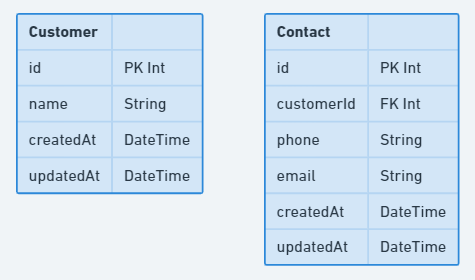 Customer
id PK Int
name String
createdAt DateTime
updatedAt DateTime
Contact
id PK Int
customerId FK Int
phone String
email String
createdAt DateTime
updatedAt DateTime